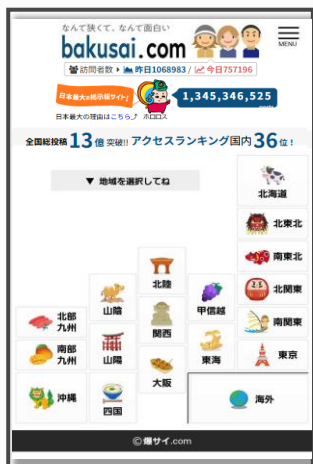 なんて狭くて、なんて面白い
bakusai.com
MENU
訪問者数 昨日1068983 / 今日757196
日本最大の掲示板サイト!
1,345,346,525
日本最大の理由はこちら ホロロス
全国総投稿 13億 突破!! アクセスランキング国内36位!
▼ 地域を選択してね
北海道
北東北
南東北
北陸
北関東
山陰
甲信越
北部
九州
関西
南関東
南部
九州
山陽
東海
東京
大阪
沖縄
四国
海外
©爆サイ.com